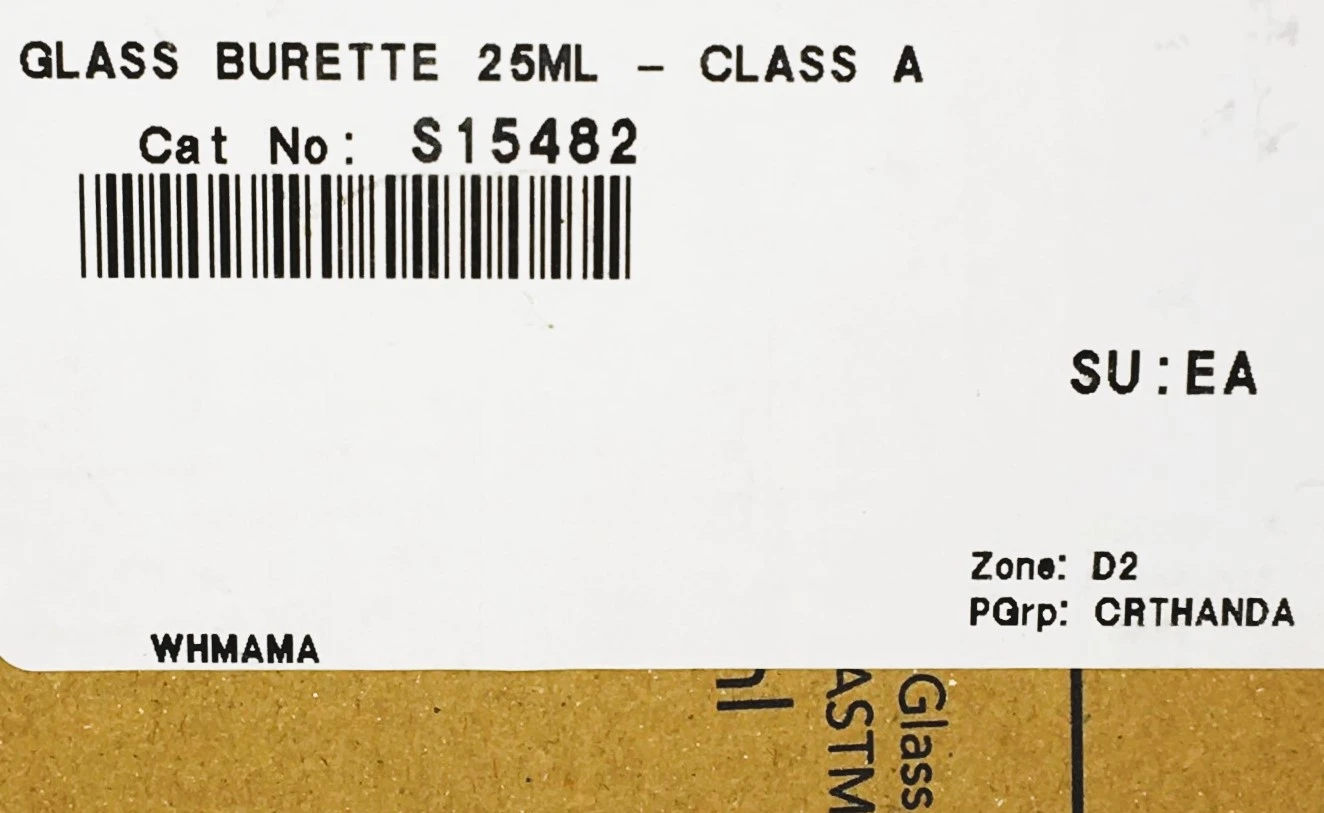 GLASS BURETTE 25ML - CLASS A
Cat No: S15482
SU:EA
Zone: D2
PGrp: CRTHANDA
WHMAMA
Glass
ASTM